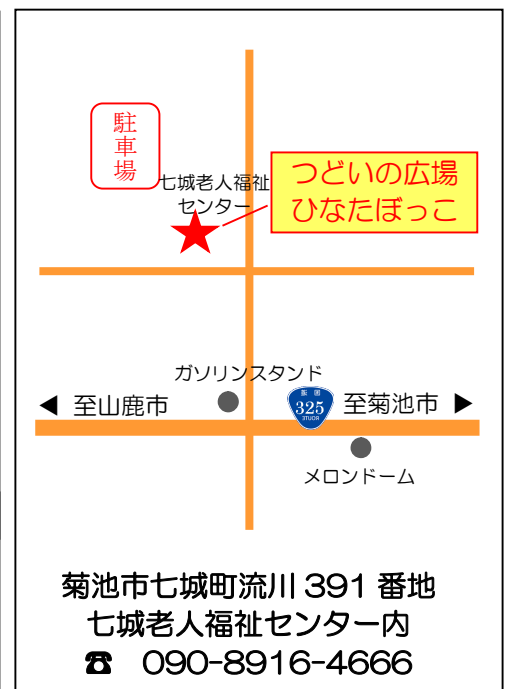 駐車場
七城老人福祉
センター
つどいの広場
ひなたぼっこ
ガソリンスタンド
◀ 至山鹿市
325
至菊池市 ▶
メロンドーム
菊池市七城町流川 391 番地
七城老人福祉センター内
☎ 090-8916-4666